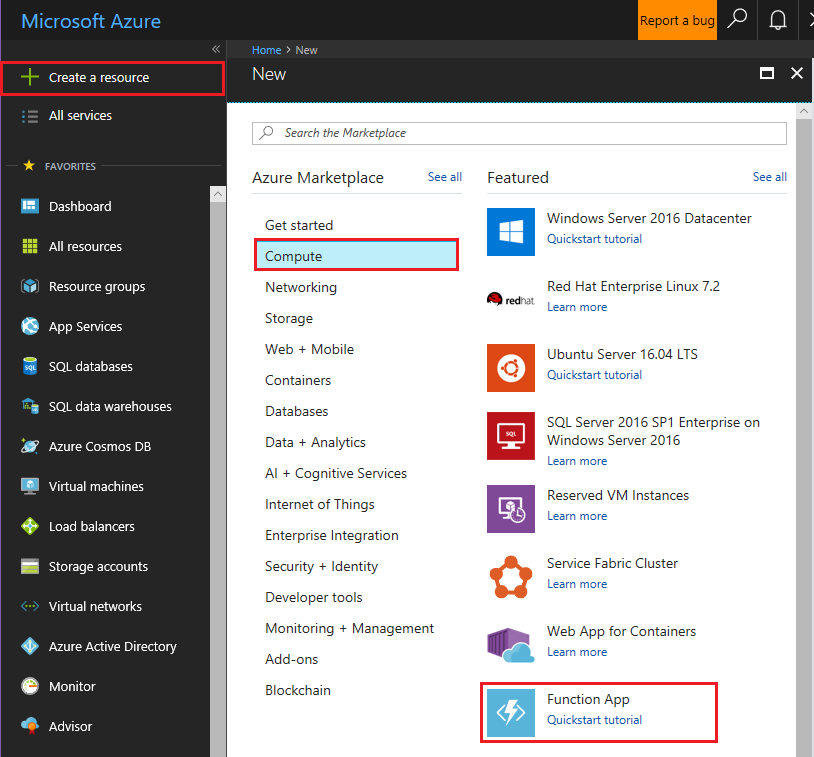 Microsoft Azure
Report a bug
Create a resource
All services
FAVORITES
Dashboard
All resources
Resource groups
App Services
SQL databases
SQL data warehouses
Azure Cosmos DB
Virtual machines
Load balancers
Storage accounts
Virtual networks
Azure Active Directory
Monitor
Advisor
Home > New
New
Search the Marketplace
Azure Marketplace
See all
Get started
Compute
Networking
Storage
Web + Mobile
Containers
Databases
Data + Analytics
AI + Cognitive Services
Internet of Things
Enterprise Integration
Security + Identity
Developer tools
Monitoring + Management
Add-ons
Blockchain
Featured
See all
Windows Server 2016 Datacenter
Quickstart tutorial
redhat.
Red Hat Enterprise Linux 7.2
Learn more
Ubuntu Server 16.04 LTS
Quickstart tutorial
SQL
SQL Server 2016 SP1 Enterprise on
Windows Server 2016
Learn more
Reserved VM Instances
Learn more
Service Fabric Cluster
Learn more
Web App for Containers
Learn more
Function App
Quickstart tutorial